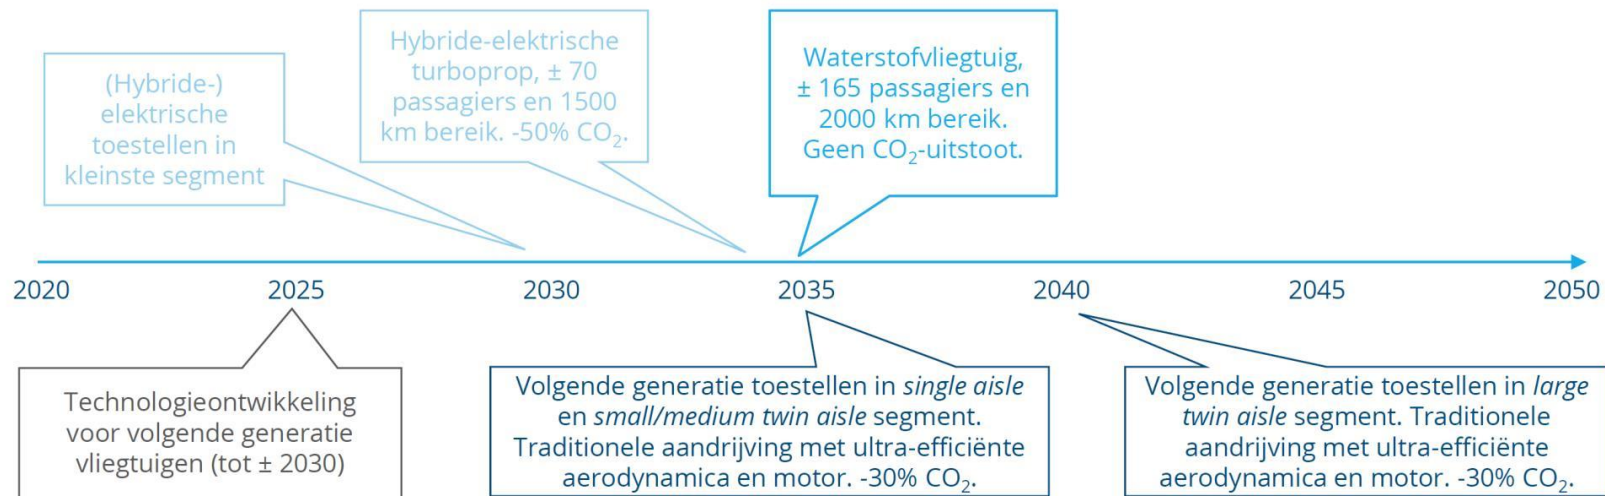 (Hybride-)
elektrische
toestellen in
kleinste segment
Hybride-elektrische
turboprop, ± 70
passagiers en 1500
km bereik. -50% CO₂.
Waterstofvliegtuig,
± 165 passagiers en
2000 km bereik.
Geen CO₂-uitstoot.
2020 2025 2030 2035 2040 2045 2050
Technologieontwikkeling
voor volgende generatie
vliegtuigen (tot ± 2030)
Volgende generatie toestellen in single aisle
en small/medium twin aisle segment.
Traditionele aandrijving met ultra-efficiënte
aerodynamica en motor. -30% CO₂.
Volgende generatie toestellen in large
twin aisle segment. Traditionele
aandrijving met ultra-efficiënte
aerodynamica en motor. -30% CO₂.